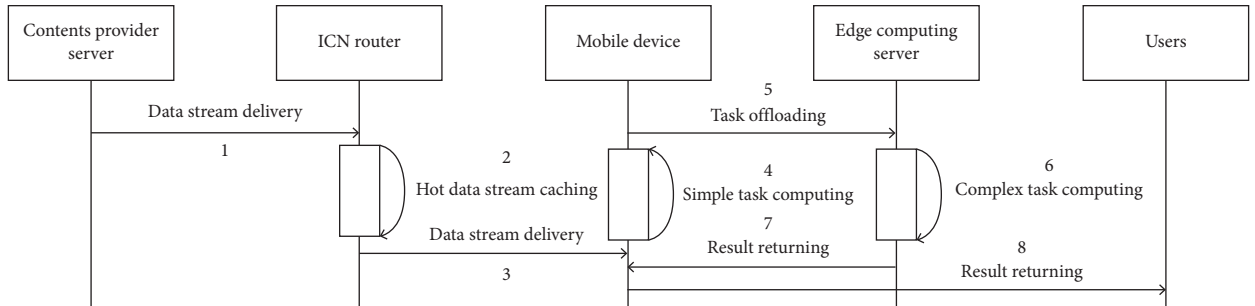 Contents provider
server
ICN router
Mobile device
Edge computing
server
Users
Data stream delivery
1
2
Hot data stream caching
Data stream delivery
3
5
Task offloading
4
Simple task computing
7
Result returning
6
Complex task computing
8
Result returning